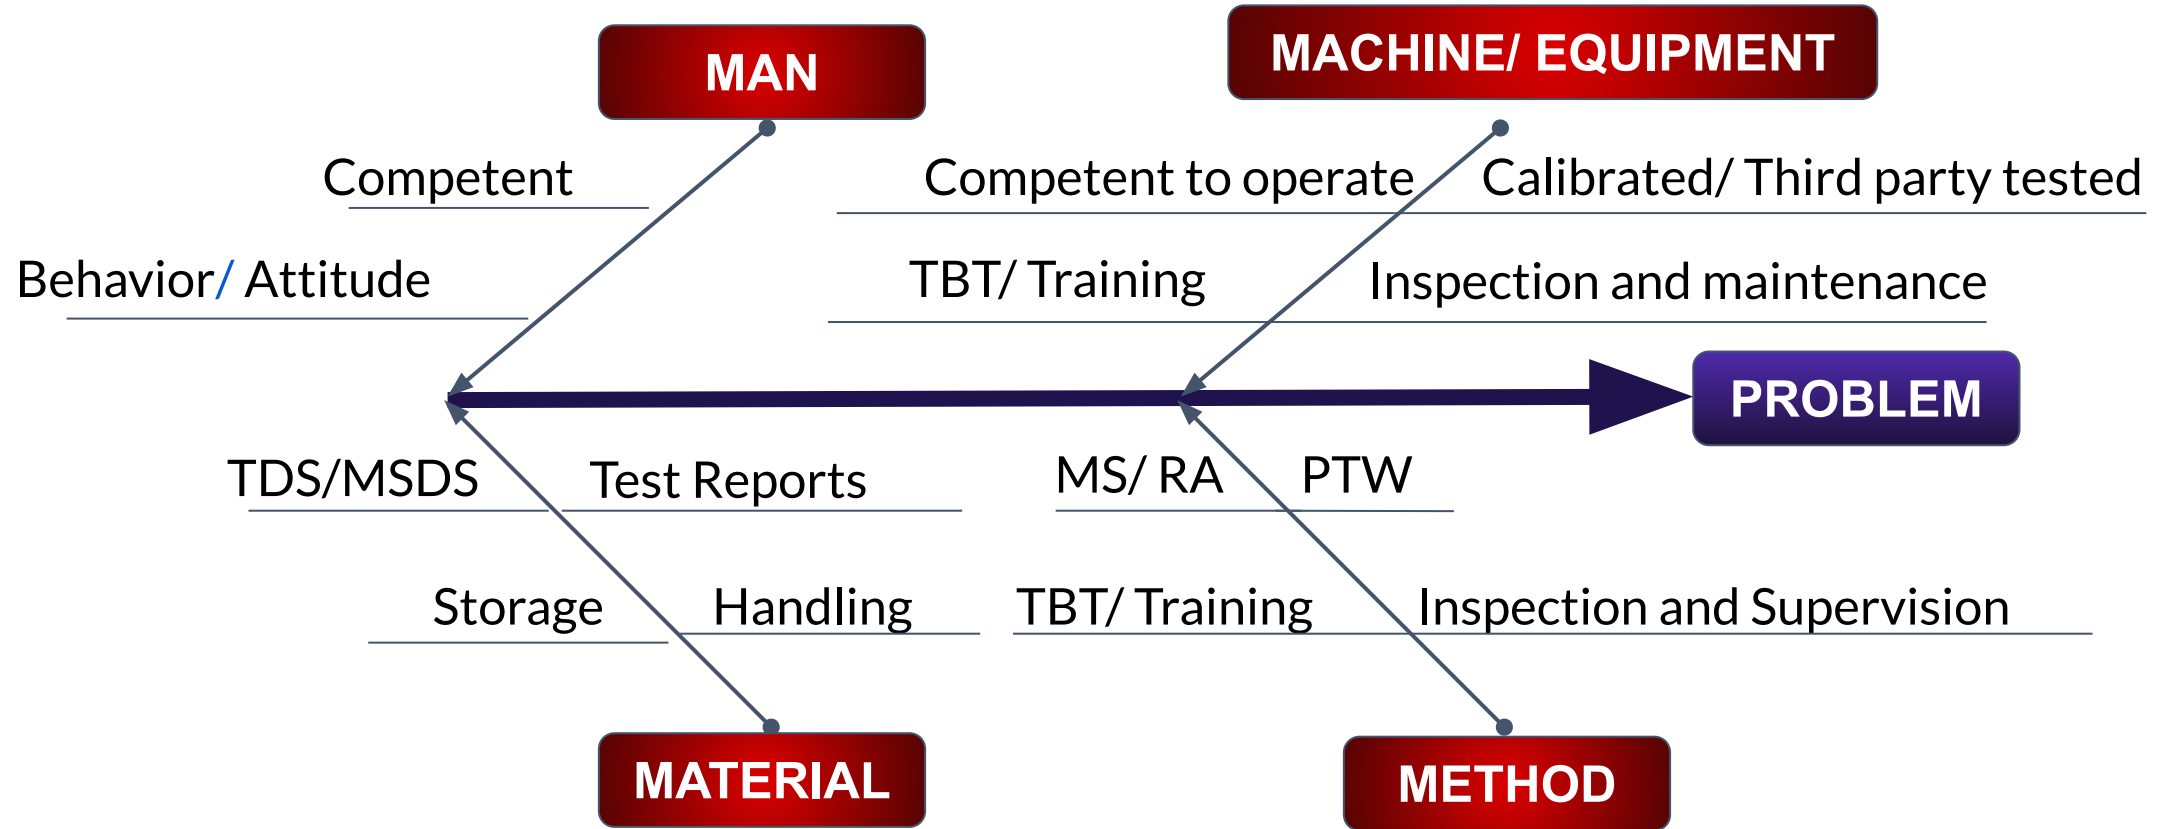 MAN
MACHINE/ EQUIPMENT
Competent
Competent to operate
Calibrated/ Third party tested
Behavior/ Attitude
TBT/ Training
Inspection and maintenance
PROBLEM
TDS/MSDS
Test Reports
MS/ RA
PTW
Storage
Handling
TBT/ Training
Inspection and Supervision
MATERIAL
METHOD